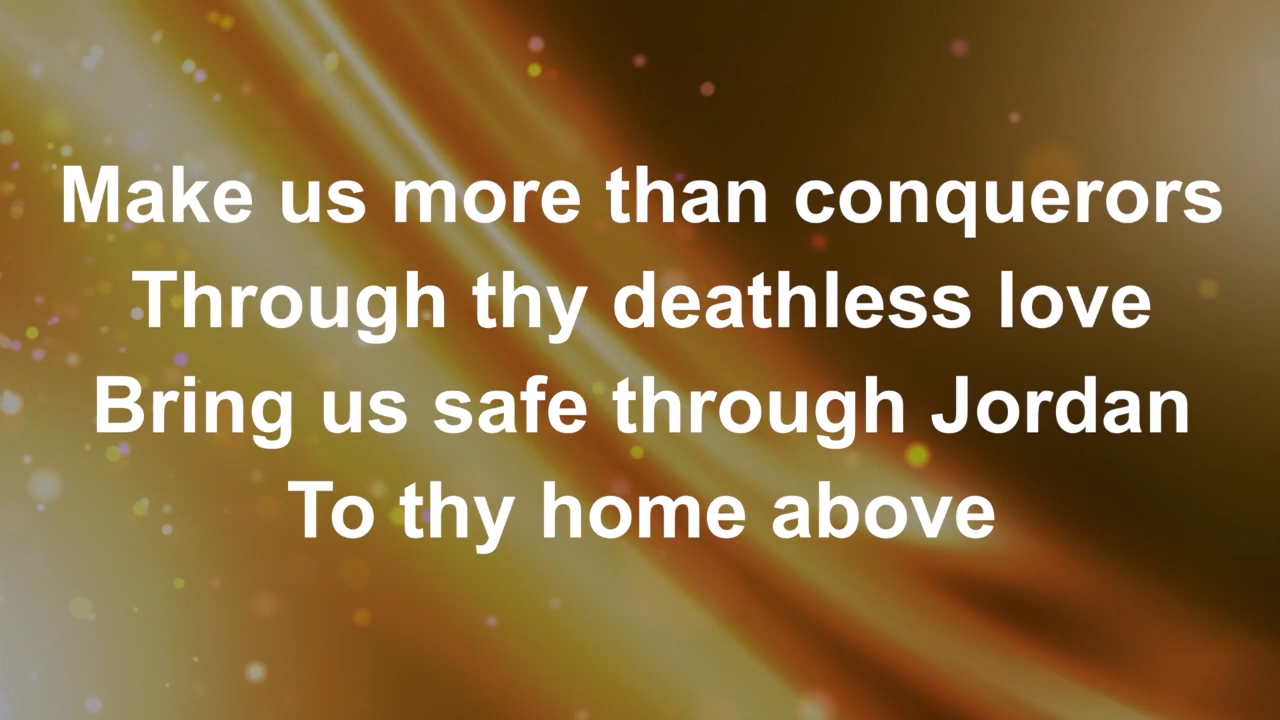 Make us more than conquerors
Through thy deathless love
Bring us safe through Jordan
To thy home above